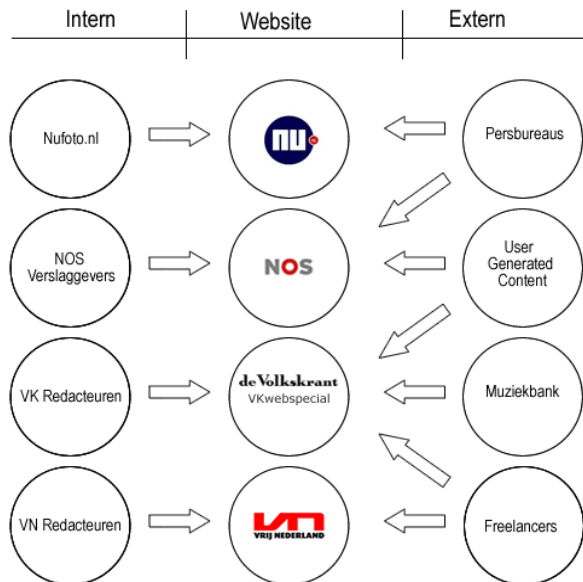 Intern Website Extern
Nufoto.nl
nu
Persbureaus
NOS
Verslaggevers
NOS
User
Generated
Content
VK Redacteuren
de Volkskrant
VKwebspecial
Muziekbank
VN Redacteuren
vn
VRIJ NEDERLAND
Freelancers